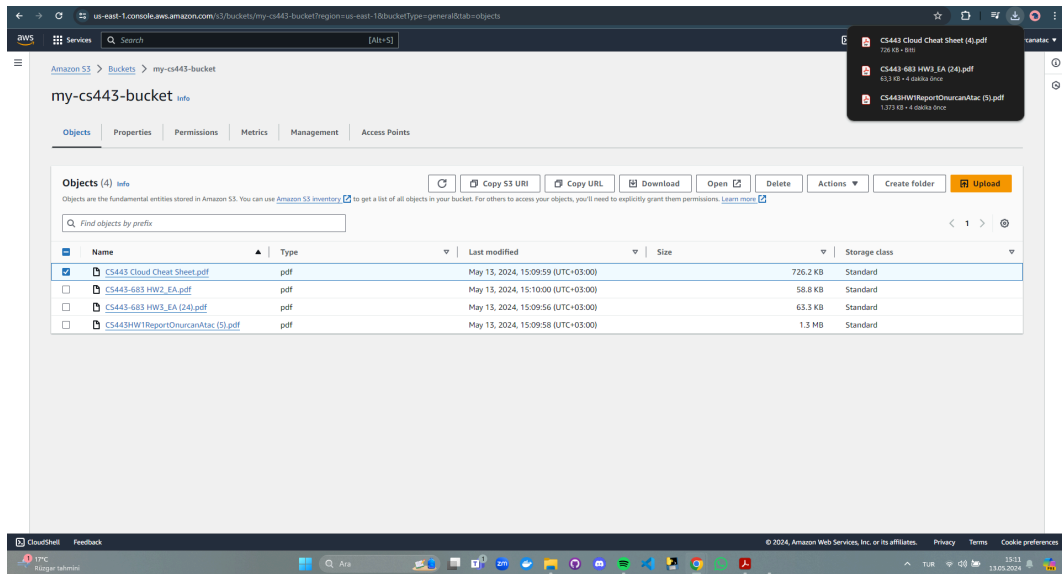 us-east-1.console.aws.amazon.com/s3/buckets/my-cs443-bucket?region=us-east-1&bucketType=general&tab=objects
aws Services Search [Alt+S] rcanatac
CS443 Cloud Cheat Sheet (4).pdf
726 KB • Bitti
CS443-683 HW3_EA (24).pdf
63,3 KB • 4 dakika önce
CS443HW1ReportOnurcanAtac (5).pdf
1.373 KB • 4 dakika önce
Amazon S3 > Buckets > my-cs443-bucket
my-cs443-bucket Info
Objects Properties Permissions Metrics Management Access Points
Objects (4) Info Copy S3 URI Copy URL Download Open Delete Actions Create folder Upload
Objects are the fundamental entities stored in Amazon S3. You can use Amazon S3 inventory to get a list of all objects in your bucket. For others to access your objects, you'll need to explicitly grant them permissions. Learn more
Find objects by prefix < 1 >
Name Type Last modified Size Storage class
CS443 Cloud Cheat Sheet.pdf pdf May 13, 2024, 15:09:59 (UTC+03:00) 726.2 KB Standard
CS443-683 HW2_EA.pdf pdf May 13, 2024, 15:10:00 (UTC+03:00) 58.8 KB Standard
CS443-683 HW3_EA (24).pdf pdf May 13, 2024, 15:09:56 (UTC+03:00) 63.3 KB Standard
CS443HW1ReportOnurcanAtac (5).pdf pdf May 13, 2024, 15:09:58 (UTC+03:00) 1.3 MB Standard
CloudShell Feedback © 2024, Amazon Web Services, Inc. or its affiliates. Privacy Terms Cookie preferences
17°C
Rüzgar tahmini
Ara
TUR
15:11
13.05.2024